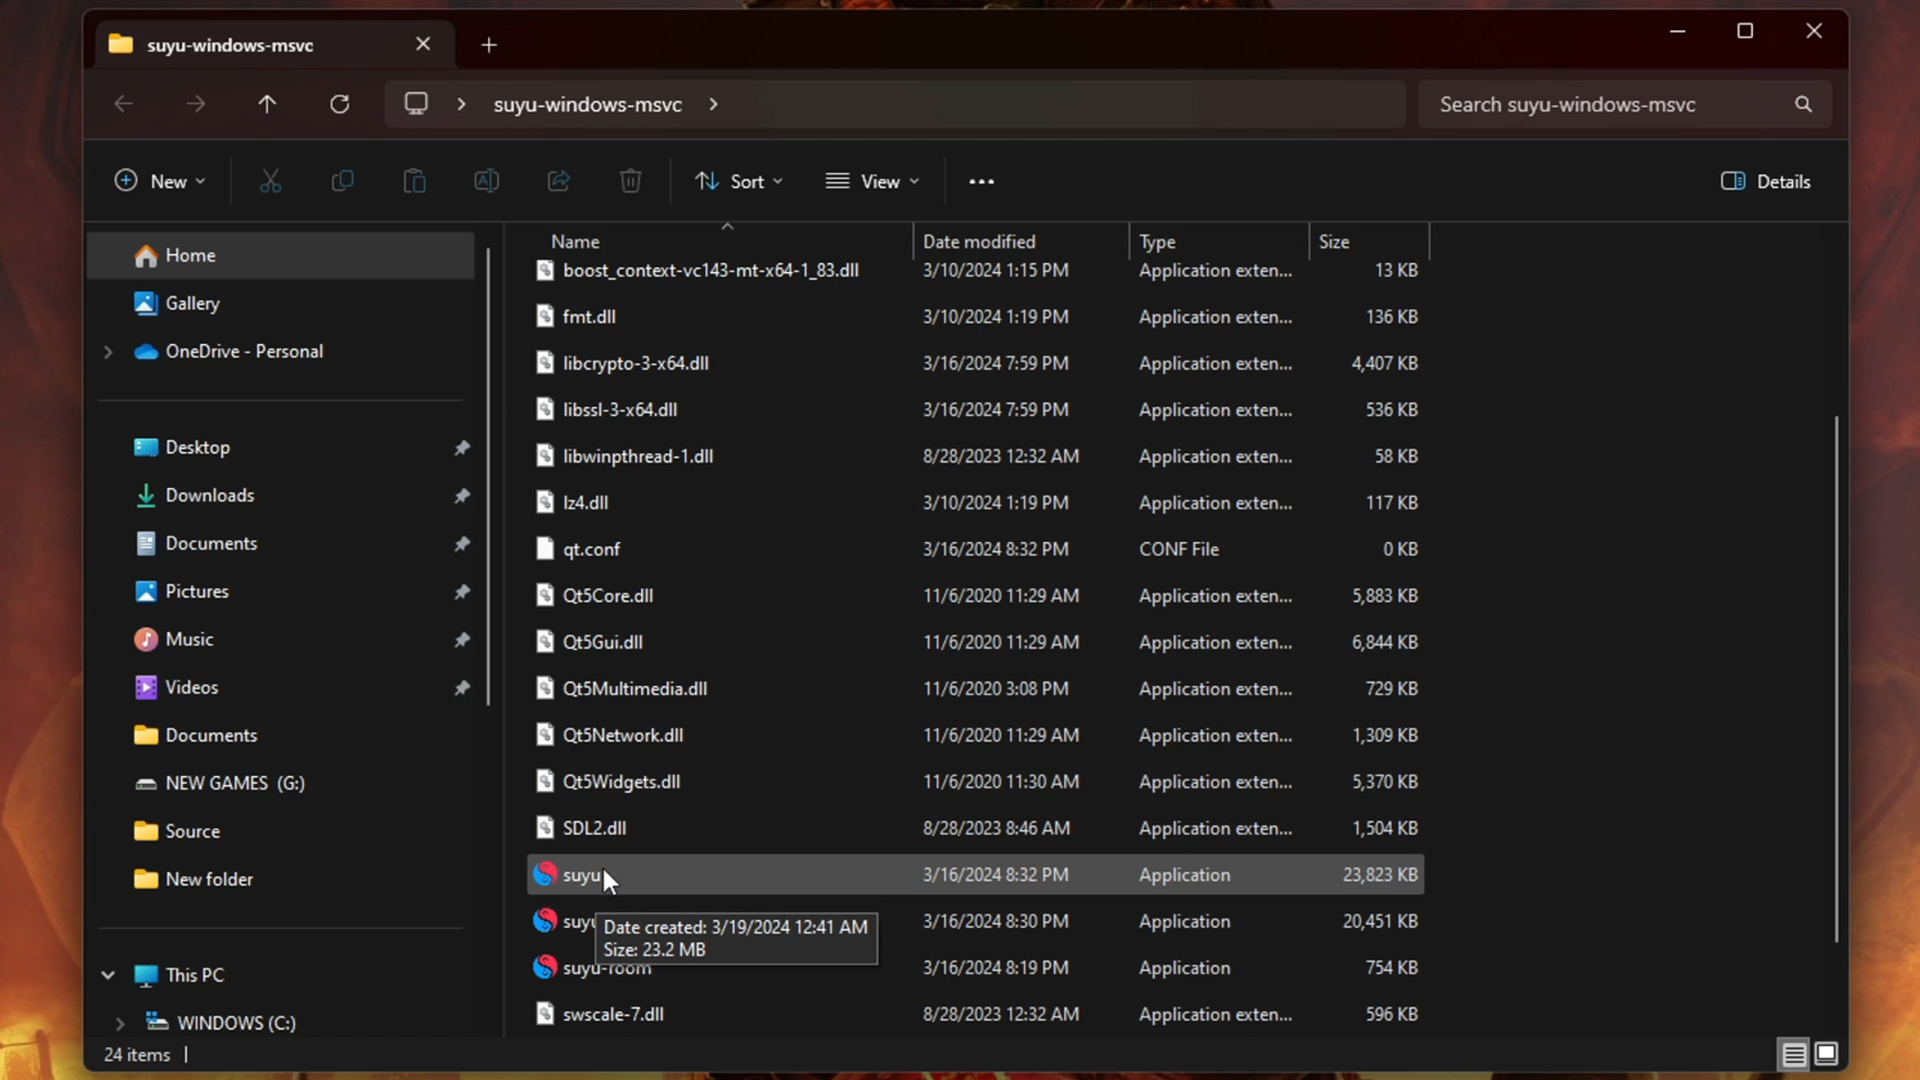 suyu-windows-msvc
suyu-windows-msvc
Search suyu-windows-msvc
New Sort View Details
Home
Gallery
OneDrive - Personal
Desktop
Downloads
Documents
Pictures
Music
Videos
Documents
NEW GAMES (G:)
Source
New folder
This PC
WINDOWS (C:)
Name Date modified Type Size
boost_context-vc143-mt-x64-1_83.dll 3/10/2024 1:15 PM Application exten... 13 KB
fmt.dll 3/10/2024 1:19 PM Application exten... 136 KB
libcrypto-3-x64.dll 3/16/2024 7:59 PM Application exten... 4,407 KB
libssl-3-x64.dll 3/16/2024 7:59 PM Application exten... 536 KB
libwinpthread-1.dll 8/28/2023 12:32 AM Application exten... 58 KB
lz4.dll 3/10/2024 1:19 PM Application exten... 117 KB
qt.conf 3/16/2024 8:32 PM CONF File 0 KB
Qt5Core.dll 11/6/2020 11:29 AM Application exten... 5,883 KB
Qt5Gui.dll 11/6/2020 11:29 AM Application exten... 6,844 KB
Qt5Multimedia.dll 11/6/2020 3:08 PM Application exten... 729 KB
Qt5Network.dll 11/6/2020 11:29 AM Application exten... 1,309 KB
Qt5Widgets.dll 11/6/2020 11:30 AM Application exten... 5,370 KB
SDL2.dll 8/28/2023 8:46 AM Application exten... 1,504 KB
suyu 3/16/2024 8:32 PM Application 23,823 KB
3/16/2024 8:30 PM Application 20,451 KB
Date created: 3/19/2024 12:41 AM
Size: 23.2 MB
suyu-room 3/16/2024 8:19 PM Application 754 KB
swscale-7.dll 8/28/2023 12:32 AM Application exten... 596 KB
24 items